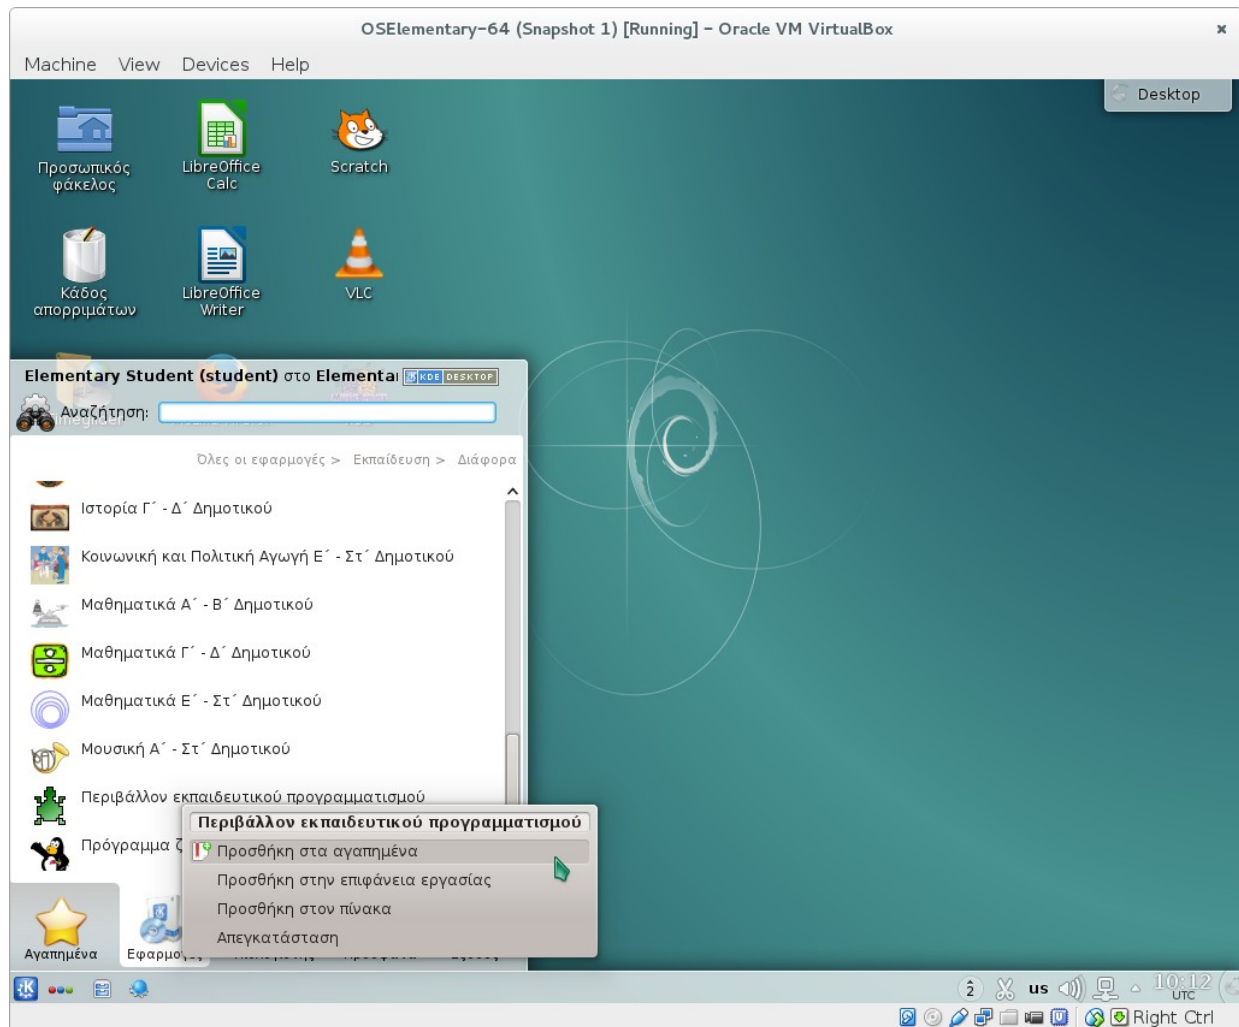 OSElementary-64 (Snapshot 1) [Running] - Oracle VM VirtualBox
Machine View Devices Help
Desktop
Προσωπικός
φάκελος
LibreOffice
Calc
Scratch
Κάδος
απορριμάτων
LibreOffice
Writer
VLC
Elementary Student (student) στο Elementa
KDE DESKTOP
Αναζήτηση:
Όλες οι εφαρμογές > Εκπαίδευση > Διάφορα
Ιστορία Γ΄ - Δ΄ Δημοτικού
Κοινωνική και Πολιτική Αγωγή Ε΄ - Στ΄ Δημοτικού
Μαθηματικά Α΄ - Β΄ Δημοτικού
Μαθηματικά Γ΄ - Δ΄ Δημοτικού
Μαθηματικά Ε΄ - Στ΄ Δημοτικού
Μουσική Α΄ - Στ΄ Δημοτικού
Περιβάλλον εκπαιδευτικού προγραμματισμού
Πρόγραμμα
Περιβάλλον εκπαιδευτικού προγραμματισμού
Προσθήκη στα αγαπημένα
Προσθήκη στην επιφάνεια εργασίας
Προσθήκη στον πίνακα
Απεγκατάσταση
Αγαπημένα
Εφαρμογές
2
us
10:12
UTC
Right Ctrl